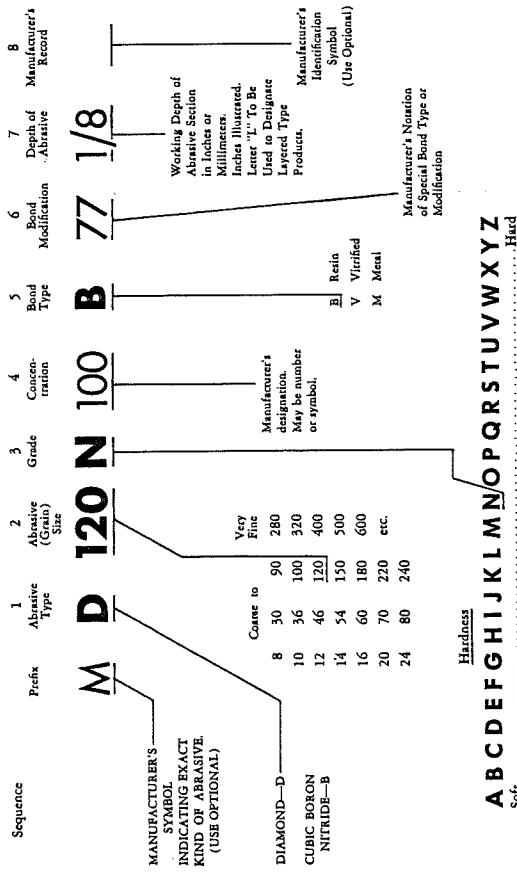 Sequence
Prefix
1
Abrasive
Type
2
Abrasive
(Grain)
Size
3
Grade
4
Concen-
tration
5
Bond
Type
6
Bond
Modification
7
Depth of
Abrasive
8
Manufacturer's
Record
M D 120 N 100 B 77 1/8
MANUFACTURER'S
SYMBOL
INDICATING EXACT
KIND OF ABRASIVE.
(USE OPTIONAL)
DIAMOND—D
CUBIC BORON
NITRIDE—B
Coarse to
Very
Fine
8 30 90 280
10 36 100 320
12 46 120 400
14 54 150 500
16 60 180 600
20 70 220 etc.
24 80 240
Manufacturer's
designation.
May be number
or symbol.
B Resin
V Vitrified
M Metal
Working Depth of
Abrasive Section
in Inches or
Millimeters.
Inches Illustrated.
Letter "L" To Be
Used to Designate
Layered Type
Products.
Manufacturer's Notation
of Special Bond Type or
Modification
Manufacturer's
Identification
Symbol
(Use Optional)
Hardness
A B C D E F G H I J K L M N O P Q R S T U V W X Y Z
Soft Hard